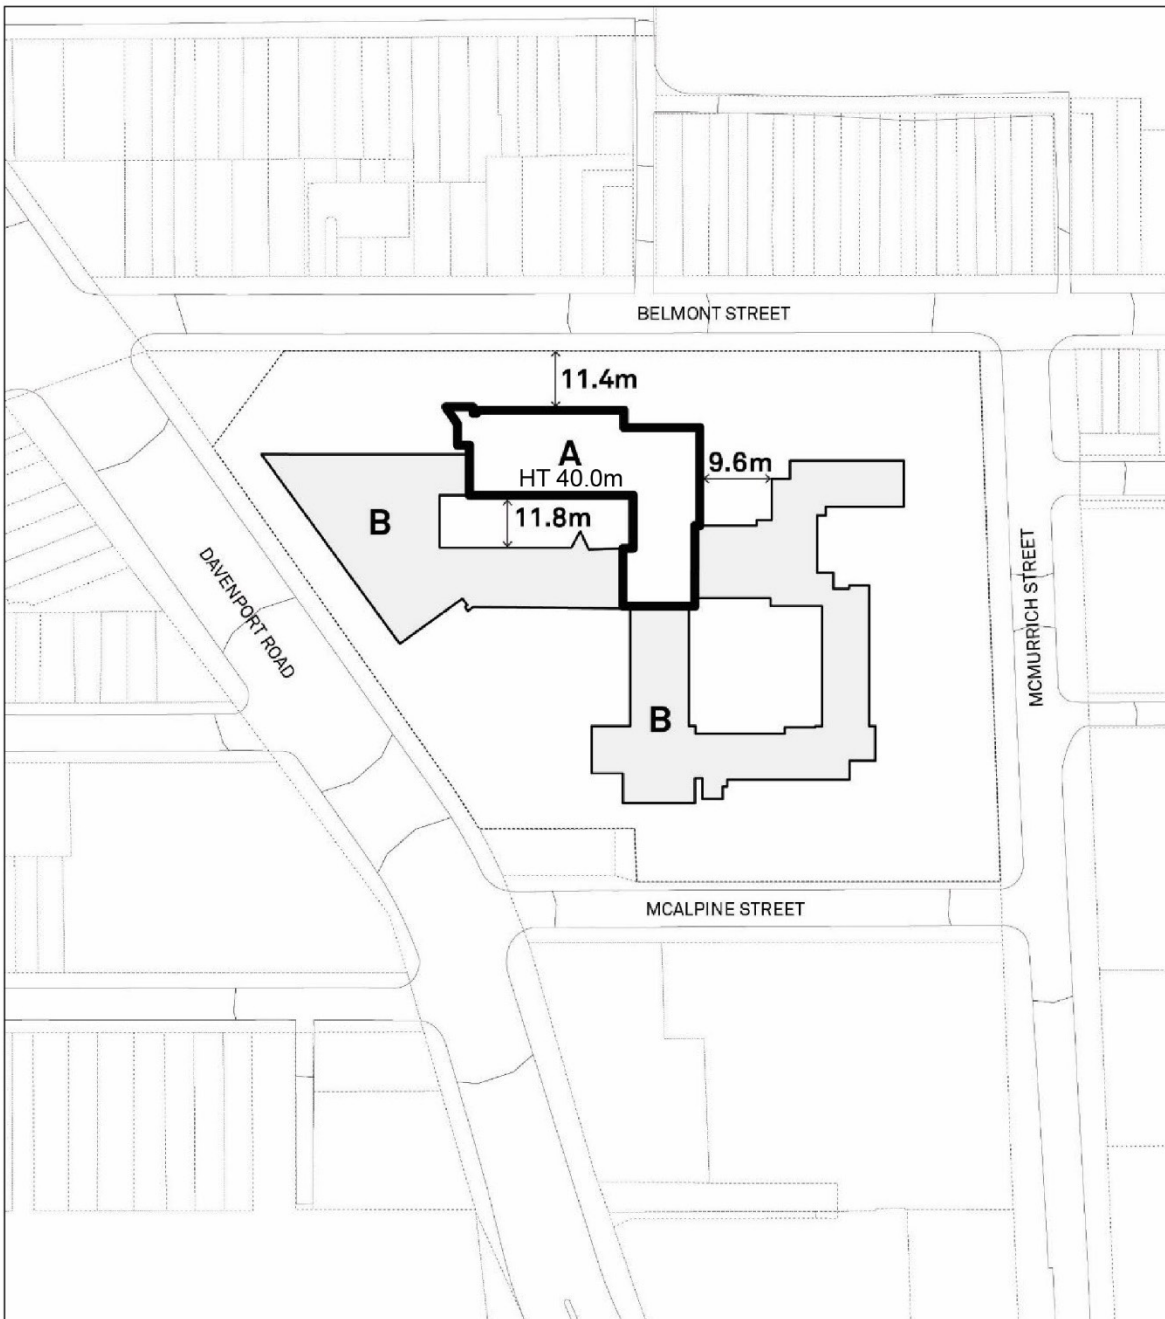 BELMONT STREET
11.4m
A
HT 40.0m
9.6m
11.8m
B
DAVENPORT ROAD
MCMURRICH STREET
B
MCALPINE STREET